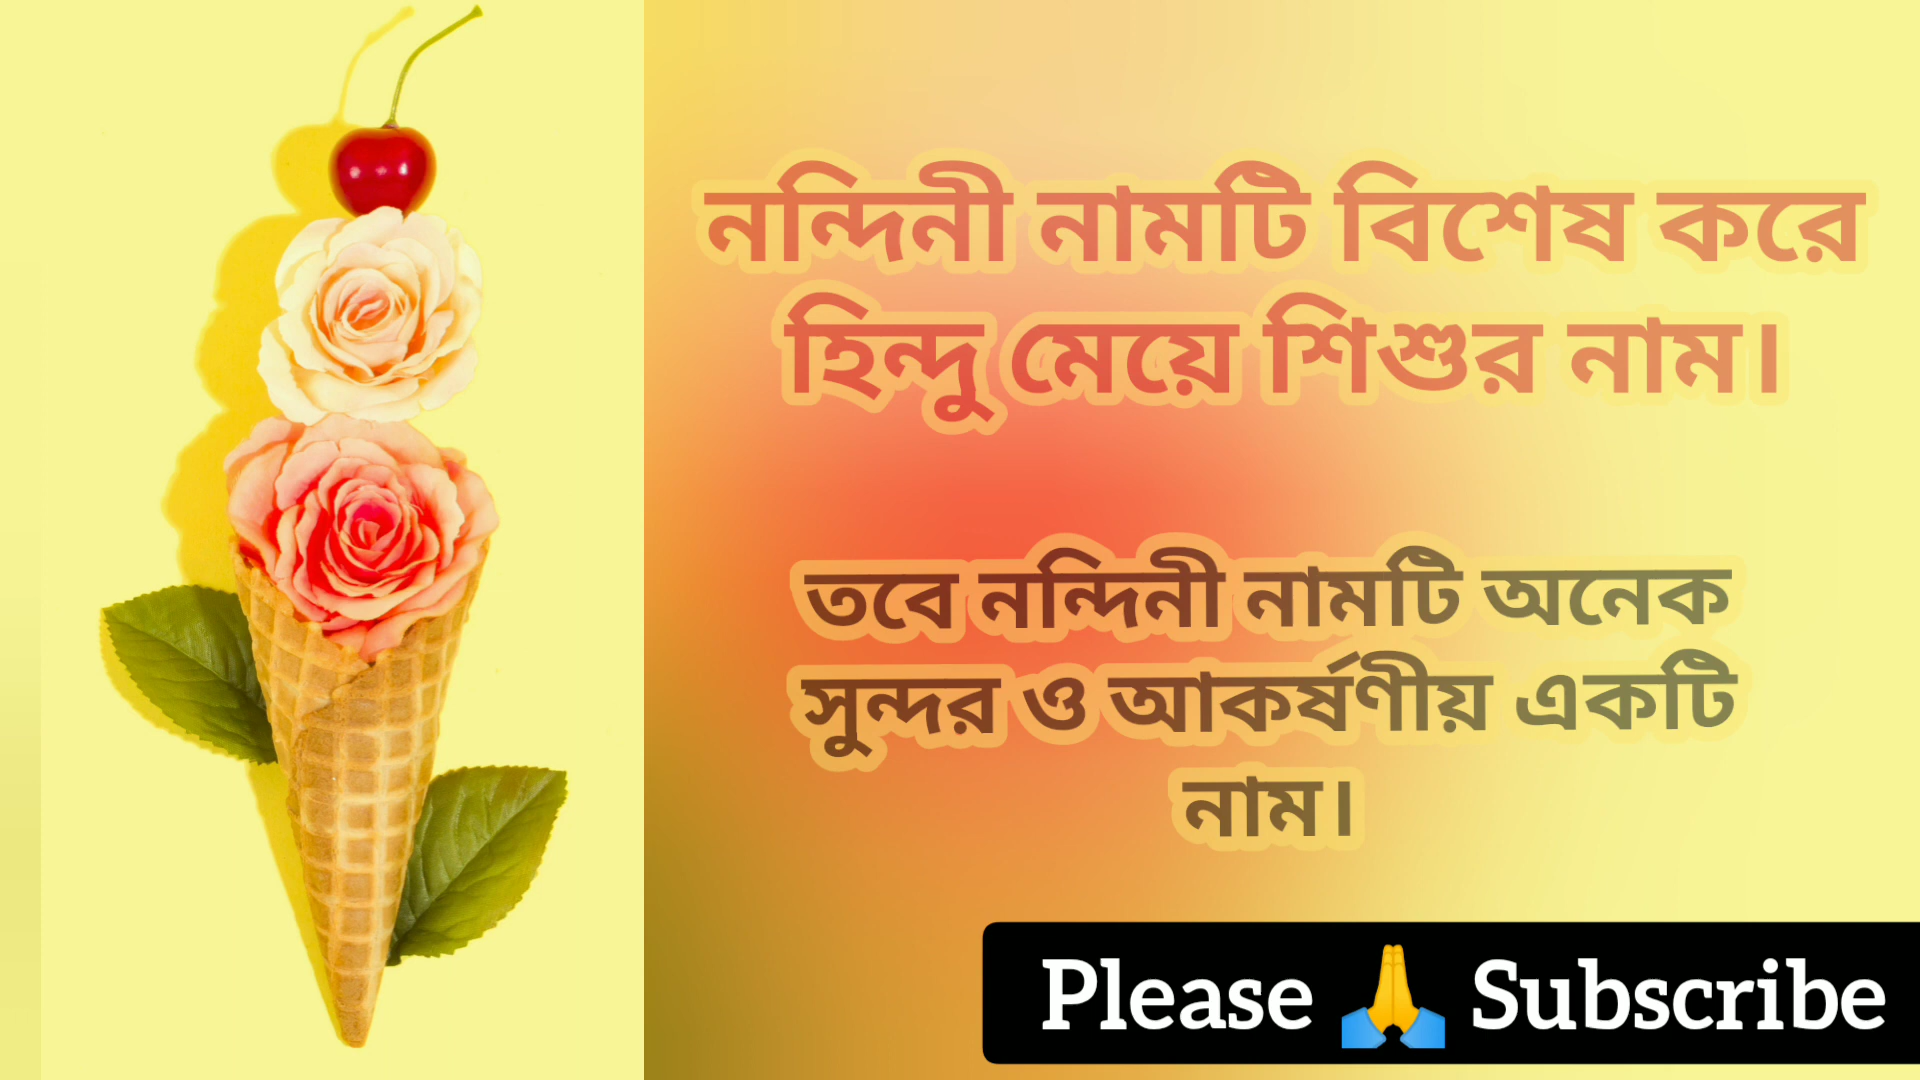 নন্দিনী নামটি বিশেষ করে
হিন্দু মেয়ে শিশুর নাম।
তবে নন্দিনী নামটি অনেক
সুন্দর ও আকর্ষণীয় একটি
নাম।
Please 🙏 Subscribe